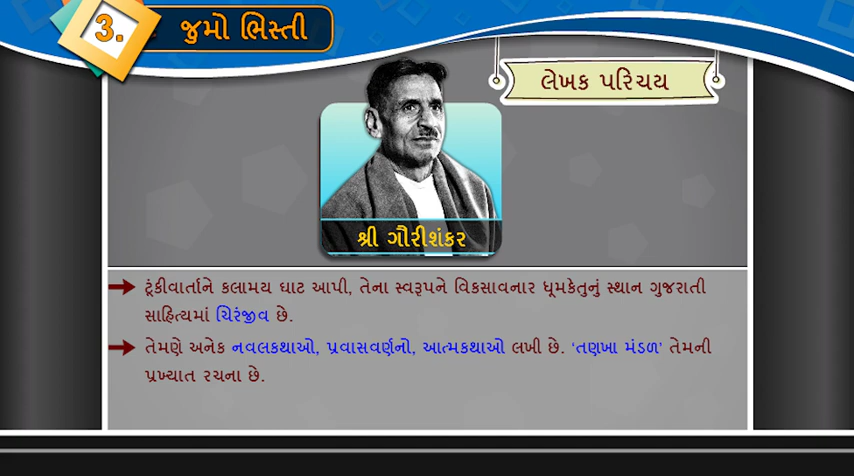 3. જુમો ભિસ્તી
લેખક પરિચય
શ્રી ગૌરીશંકર
ટૂંકીવાર્તાને કલામય ઘાટ આપી, તેના સ્વરૂપને વિકસાવનાર ધૂમકેતુનું સ્થાન ગુજરાતી
સાહિત્યમાં ચિરંજીવ છે.
તેમણે અનેક નવલકથાઓ, પ્રવાસવર્ણનો, આત્મકથાઓ લખી છે. ‘તણખા મંડળ’ તેમની
પ્રખ્યાત રચના છે.